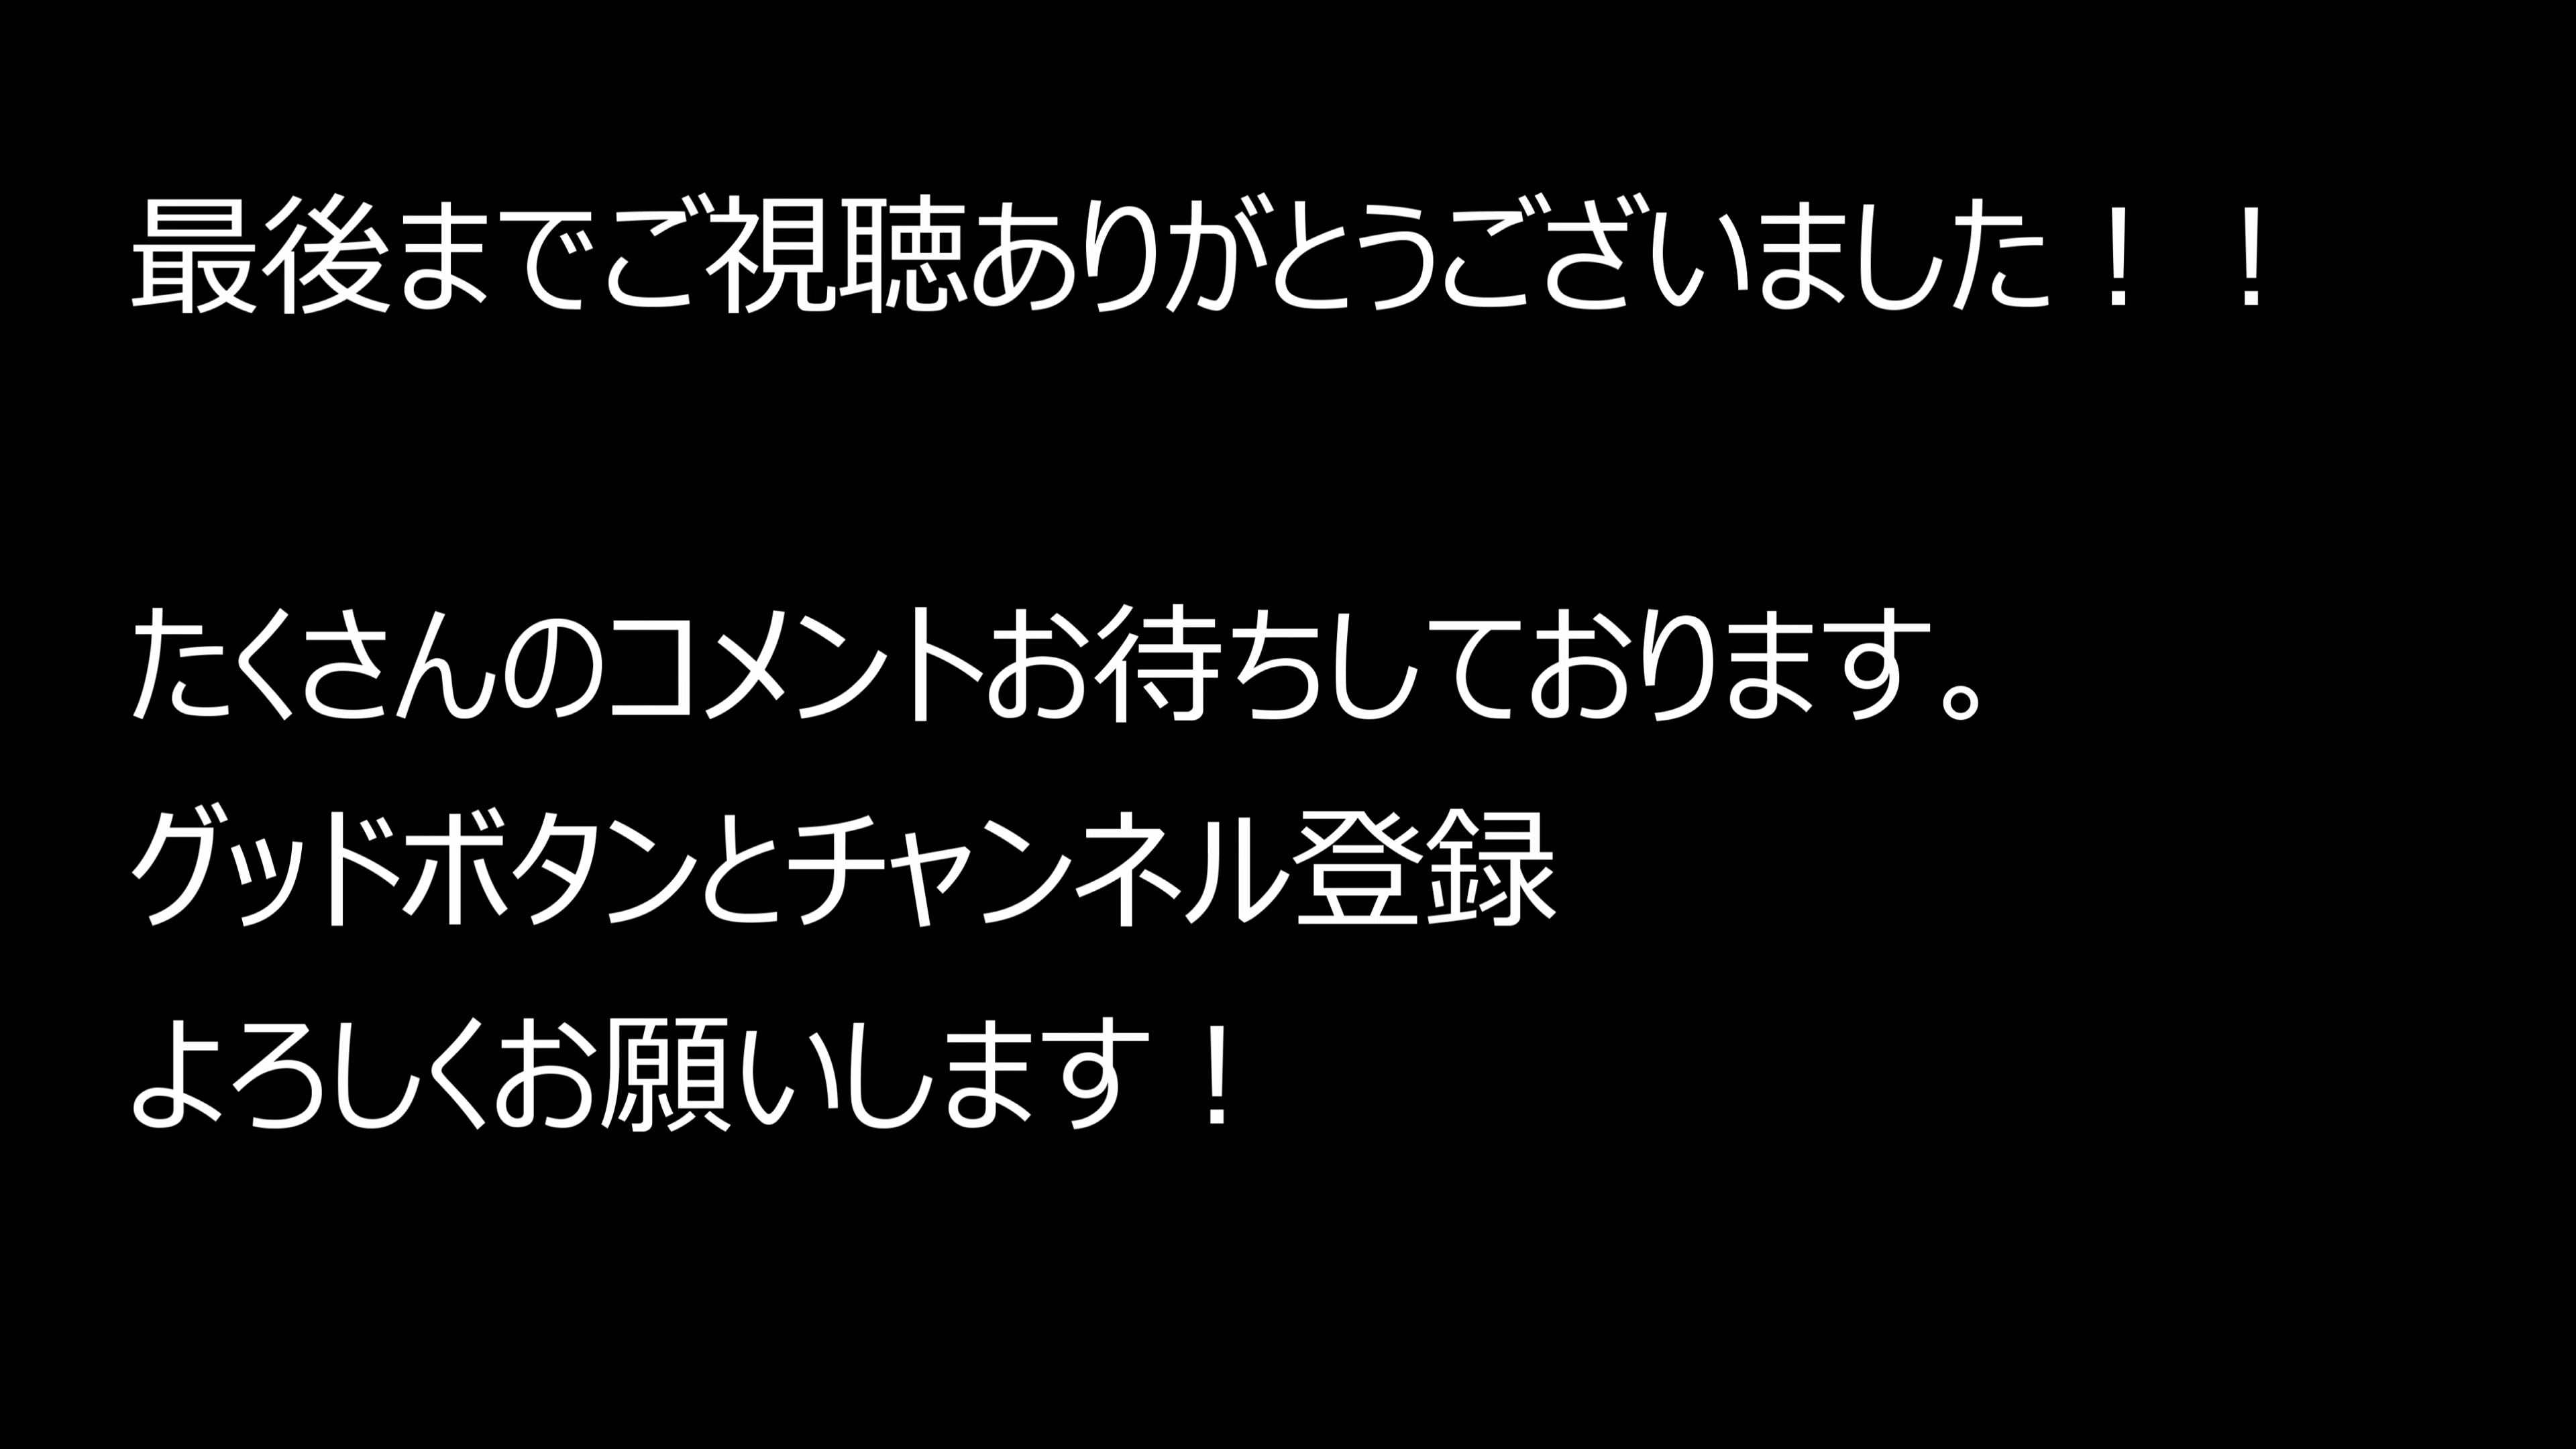 最後までご視聴ありがとうございました！！
たくさんのコメントお待ちしております。
グッドボタンとチャンネル登録
よろしくお願いします！